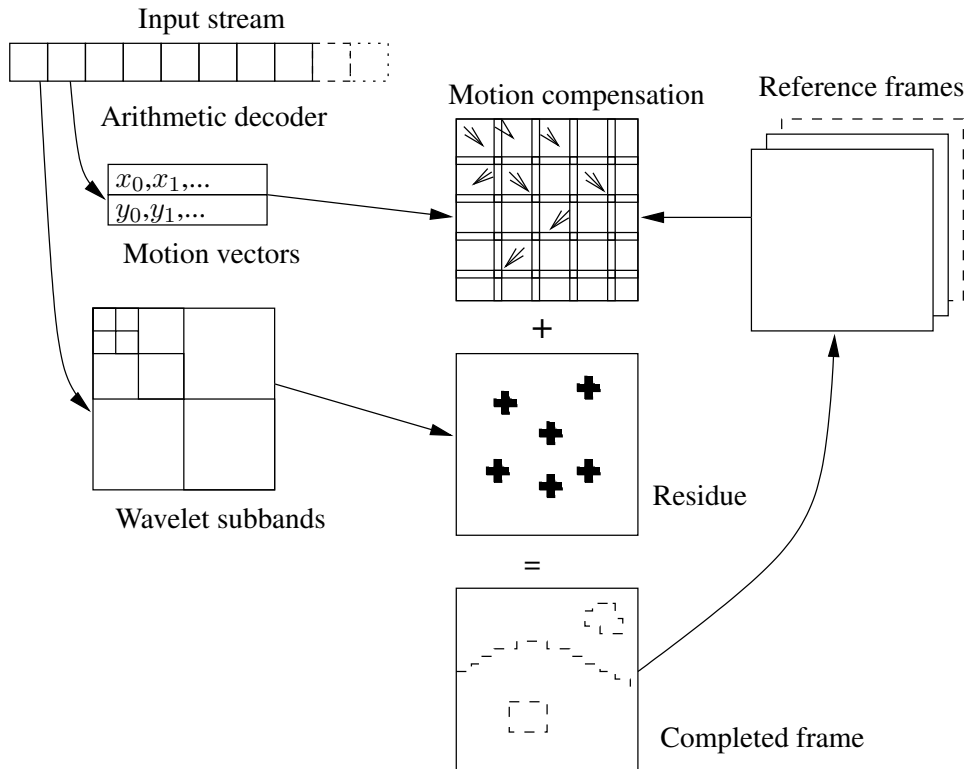 Input stream
Arithmetic decoder
x₀,x₁,...
y₀,y₁,...
Motion vectors
Wavelet subbands
Motion compensation
+
Residue
=
Completed frame
Reference frames